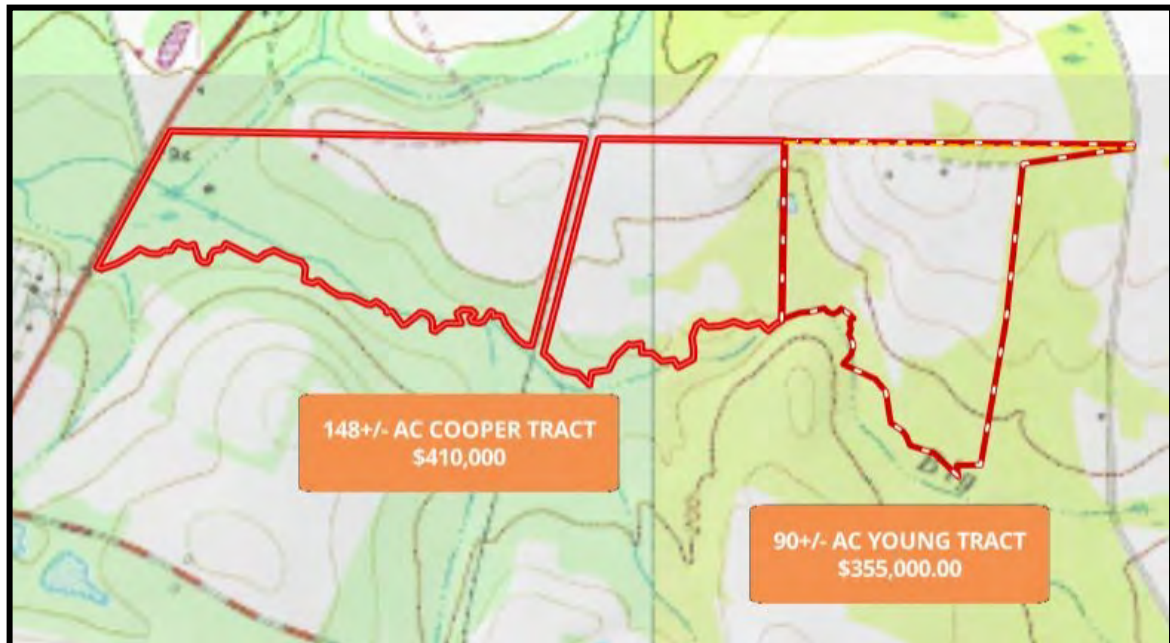 148+/- AC COOPER TRACT
$410,000
90+/- AC YOUNG TRACT
$355,000.00